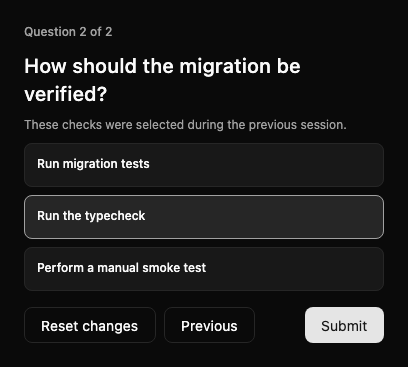 Question 2 of 2
How should the migration be
verified?
These checks were selected during the previous session.
Run migration tests
Run the typecheck
Perform a manual smoke test
Reset changes
Previous
Submit